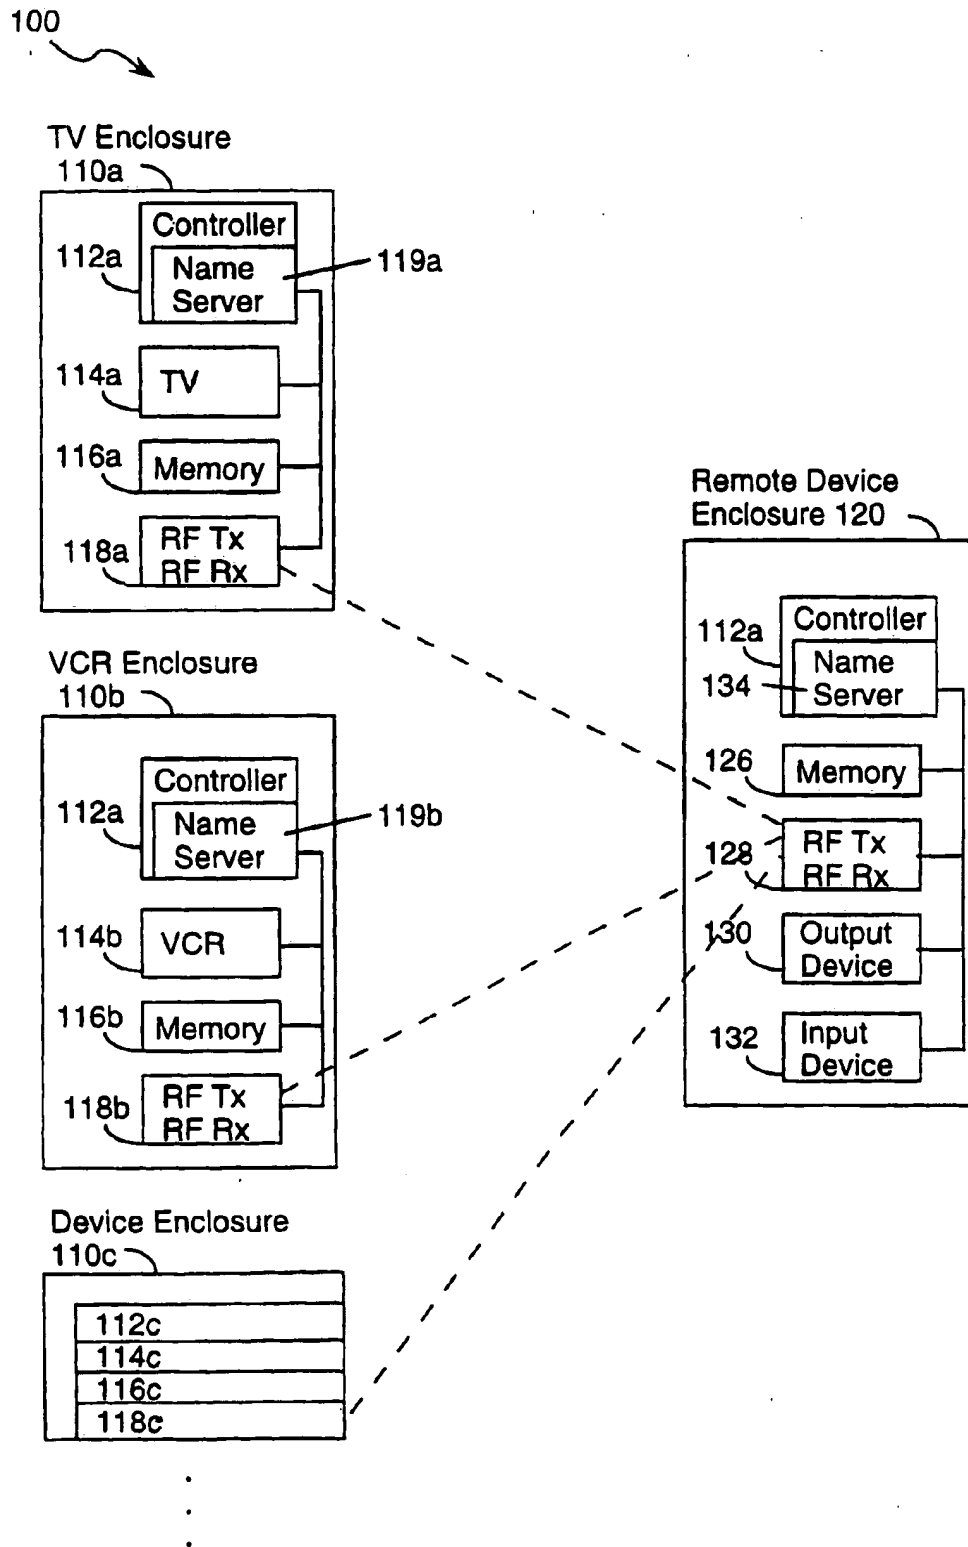 100
TV Enclosure
110a
Controller
112a
Name
Server
119a
114a
TV
116a
Memory
118a
RF Tx
RF Rx
VCR Enclosure
110b
Controller
112a
Name
Server
119b
114b
VCR
116b
Memory
118b
RF Tx
RF Rx
Device Enclosure
110c
112c
114c
116c
118c
Remote Device
Enclosure 120
Controller
112a
Name
134
Server
126
Memory
128
RF Tx
RF Rx
130
Output
Device
132
Input
Device